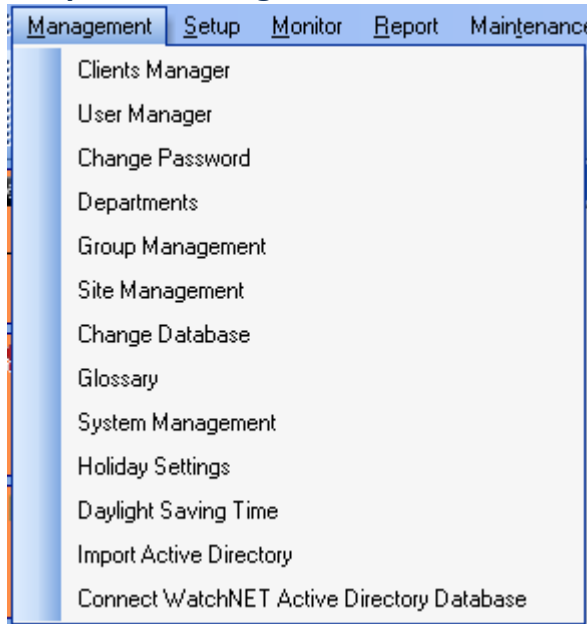 Management Setup Monitor Report Maintenance
Clients Manager
User Manager
Change Password
Departments
Group Management
Site Management
Change Database
Glossary
System Management
Holiday Settings
Daylight Saving Time
Import Active Directory
Connect WatchNET Active Directory Database